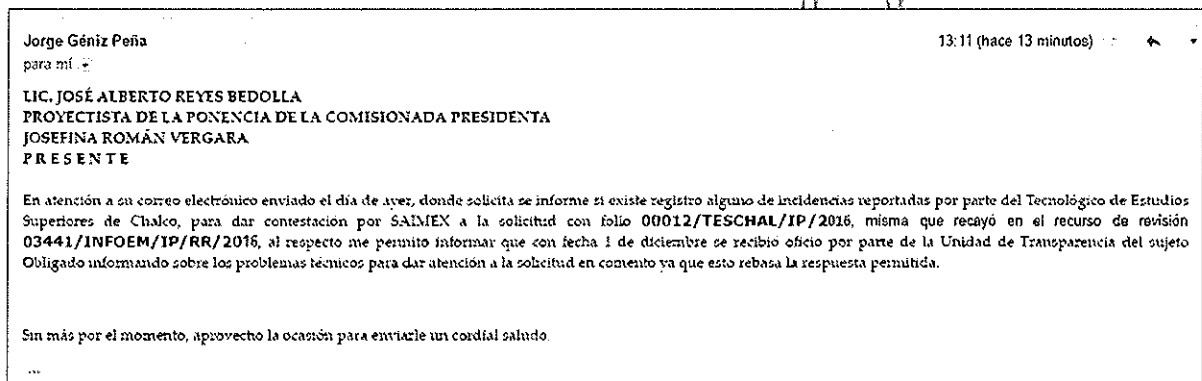 Jorge Géniz Peña
13:11 (hace 13 minutos)
para mí
LIC. JOSÉ ALBERTO REYES BEDOLLA
PROYECTISTA DE LA PONENCIA DE LA COMISIONADA PRESIDENTA
JOSEFINA ROMÁN VERGARA
P R E S E N T E
En atención a su correo electrónico enviado el día de ayer, donde solicita se informe si existe registro alguno de incidencias reportadas por parte del Tecnológico de Estudios
Superiores de Chalco, para dar contestación por SAIMEX a la solicitud con folio 00012/TESCHAL/IP/2016, misma que recayó en el recurso de revisión
03441/INFOEM/IP/RR/2016, al respecto me permito informar que con fecha 1 de diciembre se recibió oficio por parte de la Unidad de Transparencia del sujeto
Obligado informando sobre los problemas técnicos para dar atención a la solicitud en comento ya que esto rebasa la respuesta permitida.
Sin más por el momento, aprovecho la ocasión para enviarle un cordial saludo.
...